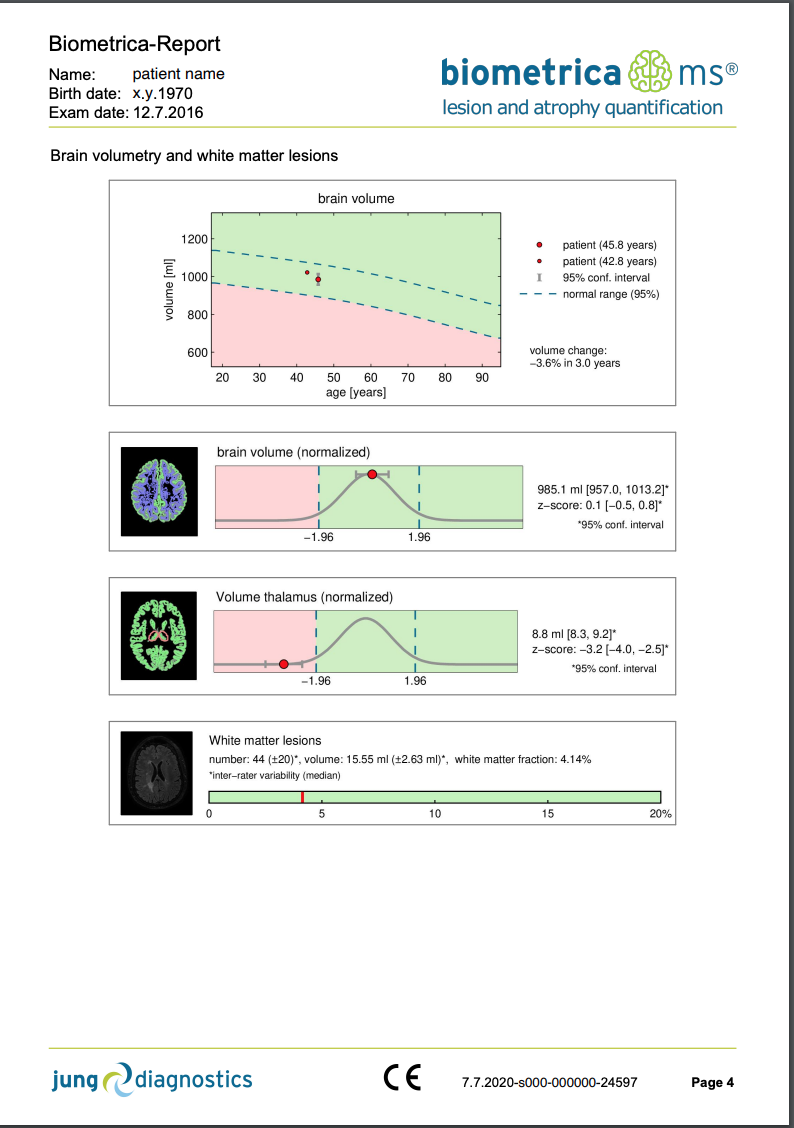 Biometrica-Report
Name: patient name
Birth date: x.y.1970
Exam date: 12.7.2016
biometrica ms®
lesion and atrophy quantification
Brain volumetry and white matter lesions
brain volume
volume [ml]
1200
1000
800
600
20 30 40 50 60 70 80 90
age [years]
patient (45.8 years)
patient (42.8 years)
95% conf. interval
normal range (95%)
volume change:
−3.6% in 3.0 years
brain volume (normalized)
−1.96 1.96
985.1 ml [957.0, 1013.2]*
z−score: 0.1 [−0.5, 0.8]*
*95% conf. interval
Volume thalamus (normalized)
−1.96 1.96
8.8 ml [8.3, 9.2]*
z−score: −3.2 [−4.0, −2.5]*
*95% conf. interval
White matter lesions
number: 44 (±20)*, volume: 15.55 ml (±2.63 ml)*, white matter fraction: 4.14%
*inter−rater variability (median)
0 5 10 15 20%
jung diagnostics
CE
7.7.2020-s000-000000-24597
Page 4